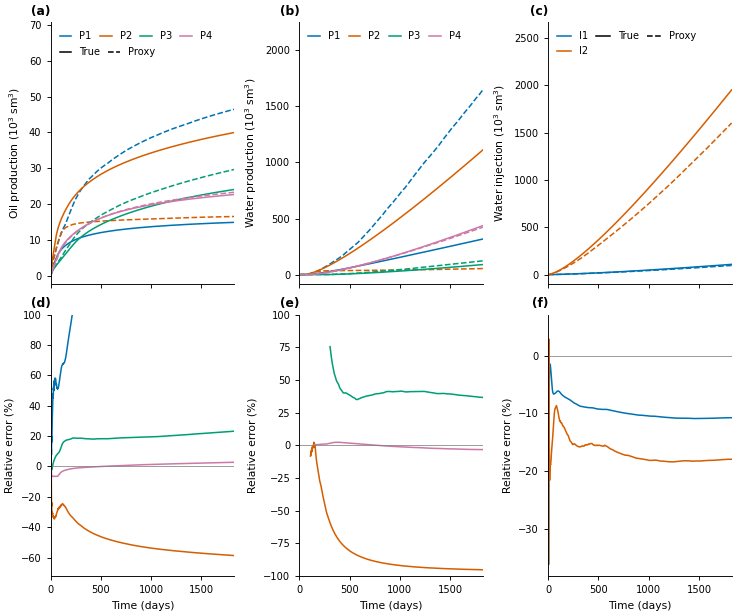 (a)
P1 P2 P3 P4
True Proxy
Oil production (10³ sm³)
70
60
50
40
30
20
10
0
(b)
P1 P2 P3 P4
Water production (10³ sm³)
2000
1500
1000
500
0
(c)
I1 True Proxy
I2
Water injection (10³ sm³)
2500
2000
1500
1000
500
0
(d)
Relative error (%)
100
80
60
40
20
0
−20
−40
−60
0 500 1000 1500
Time (days)
(e)
Relative error (%)
100
75
50
25
0
−25
−50
−75
−100
0 500 1000 1500
Time (days)
(f)
Relative error (%)
0
−10
−20
−30
0 500 1000 1500
Time (days)